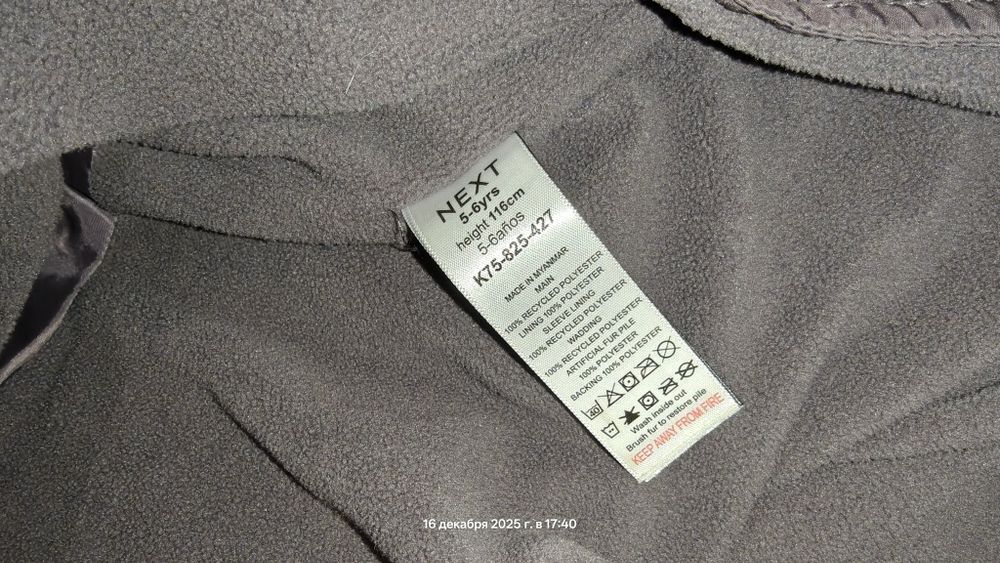 NEXT
5-6yrs
height 116cm
5-6años
K75-825-427
MADE IN MYANMAR
MAIN
100% RECYCLED POLYESTER
LINING 100% POLYESTER
SLEEVE LINING
100% RECYCLED POLYESTER
WADDING
100% RECYCLED POLYESTER
ARTIFICIAL FUR PILE
100% POLYESTER
BACKING 100% POLYESTER
40
Wash inside out
Brush fur to restore pile
KEEP AWAY FROM FIRE
16 декабря 2025 г. в 17:40